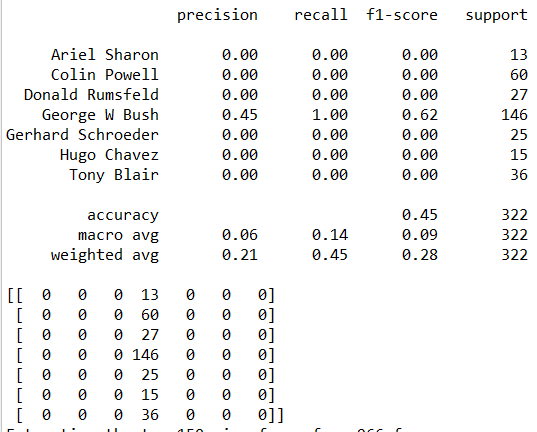 precision recall f1-score support
Ariel Sharon 0.00 0.00 0.00 13
Colin Powell 0.00 0.00 0.00 60
Donald Rumsfeld 0.00 0.00 0.00 27
George W Bush 0.45 1.00 0.62 146
Gerhard Schroeder 0.00 0.00 0.00 25
Hugo Chavez 0.00 0.00 0.00 15
Tony Blair 0.00 0.00 0.00 36
accuracy 0.45 322
macro avg 0.06 0.14 0.09 322
weighted avg 0.21 0.45 0.28 322
[[ 0 0 0 13 0 0 0]
[ 0 0 0 60 0 0 0]
[ 0 0 0 27 0 0 0]
[ 0 0 0 146 0 0 0]
[ 0 0 0 25 0 0 0]
[ 0 0 0 15 0 0 0]
[ 0 0 0 36 0 0 0]]